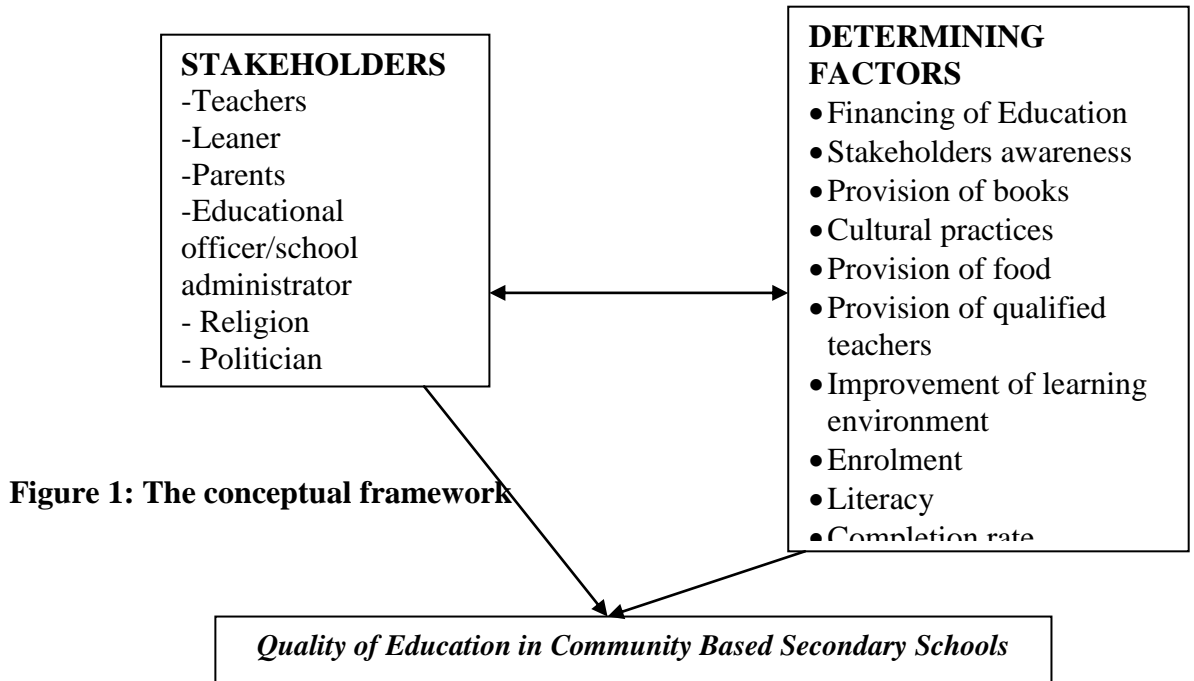 STAKEHOLDERS
-Teachers
-Leaner
-Parents
-Educational
officer/school
administrator
- Religion
- Politician
DETERMINING
FACTORS
•Financing of Education
•Stakeholders awareness
•Provision of books
•Cultural practices
•Provision of food
•Provision of qualified
teachers
•Improvement of learning
environment
•Enrolment
•Literacy
•Completion rate
Figure 1: The conceptual framework
Quality of Education in Community Based Secondary Schools